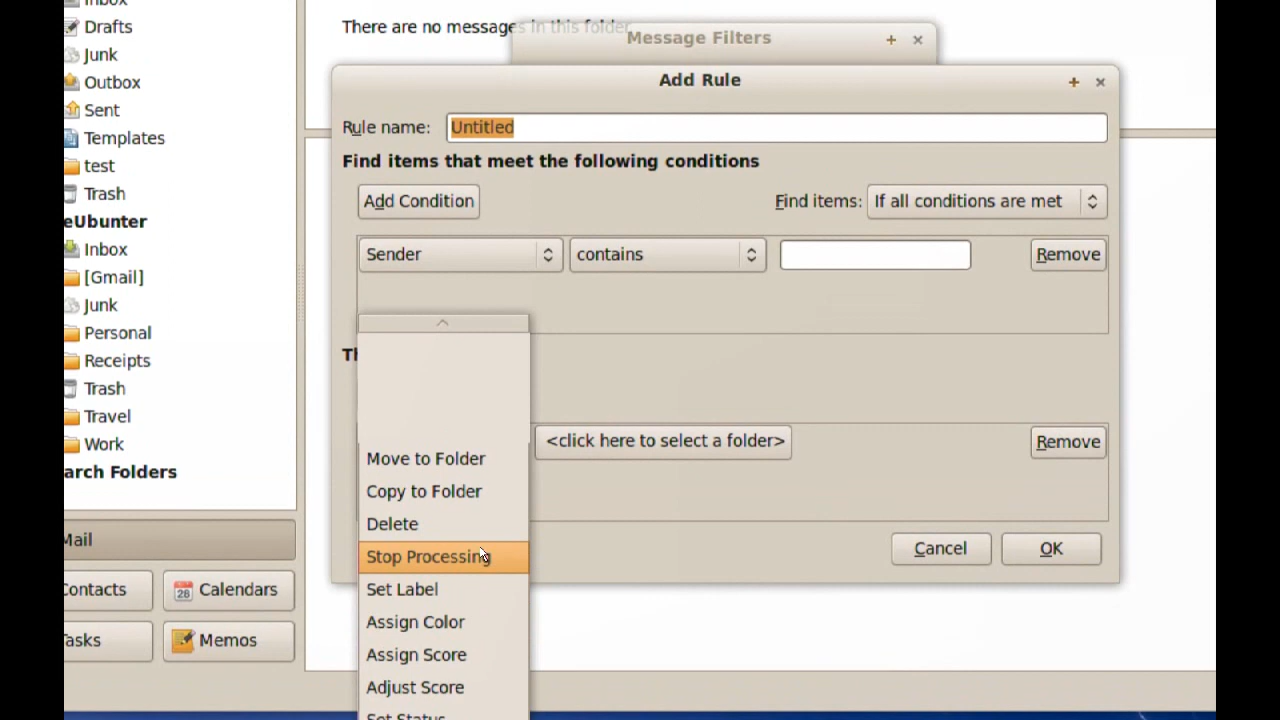 Drafts
Junk
Outbox
Sent
Templates
test
Trash
eUbunter
Inbox
[Gmail]
Junk
Personal
Receipts
Trash
Travel
Work
arch Folders
Mail
Contacts
Calendars
Tasks
Memos
There are no messages in this folder.
Message Filters
Add Rule
Rule name: Untitled
Find items that meet the following conditions
Add Condition
Find items: If all conditions are met
Sender contains Remove
Th
<click here to select a folder> Remove
Move to Folder
Copy to Folder
Delete
Stop Processing
Set Label
Assign Color
Assign Score
Adjust Score
Set Status
Cancel OK